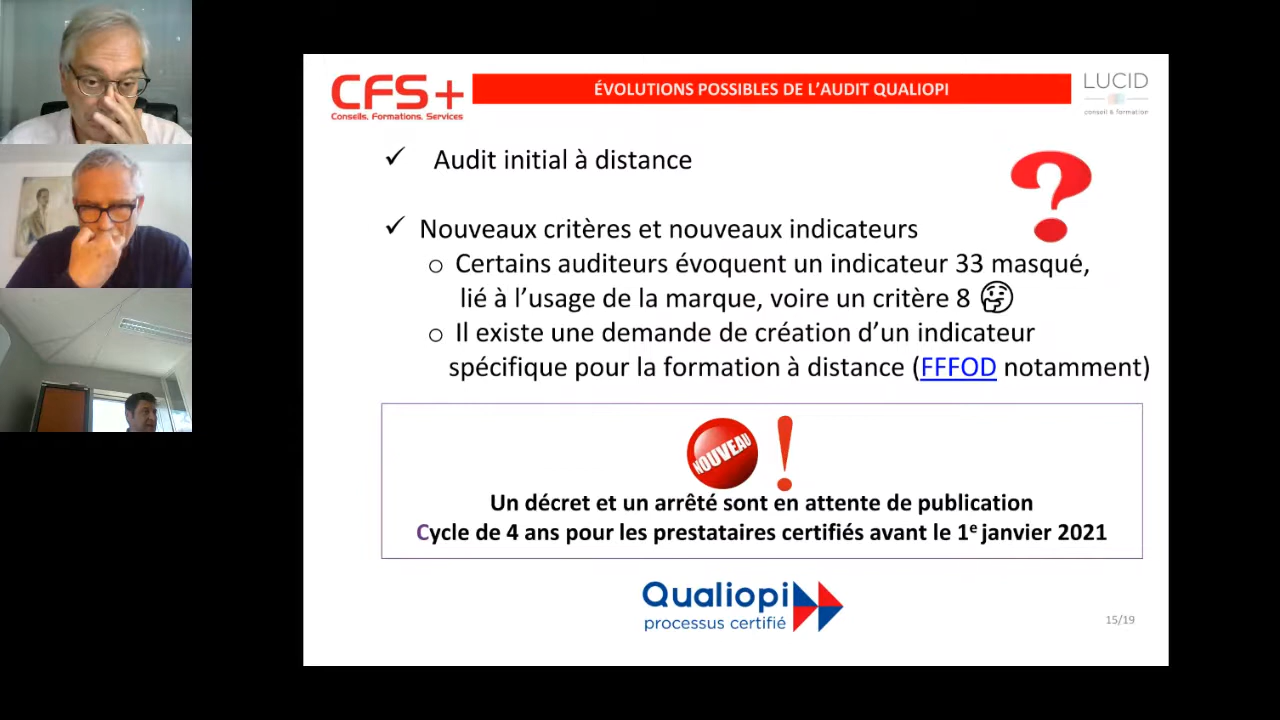 CFS+
Conseils, Formations, Services
ÉVOLUTIONS POSSIBLES DE L'AUDIT QUALIOPI
LUCID
conseil & formation
✓ Audit initial à distance
✓ Nouveaux critères et nouveaux indicateurs
o Certains auditeurs évoquent un indicateur 33 masqué,
lié à l'usage de la marque, voire un critère 8 🤔
o Il existe une demande de création d'un indicateur
spécifique pour la formation à distance (FFFOD notamment)
NOUVEAU
Un décret et un arrêté sont en attente de publication
Cycle de 4 ans pour les prestataires certifiés avant le 1e janvier 2021
Qualiopi
processus certifié
15/19